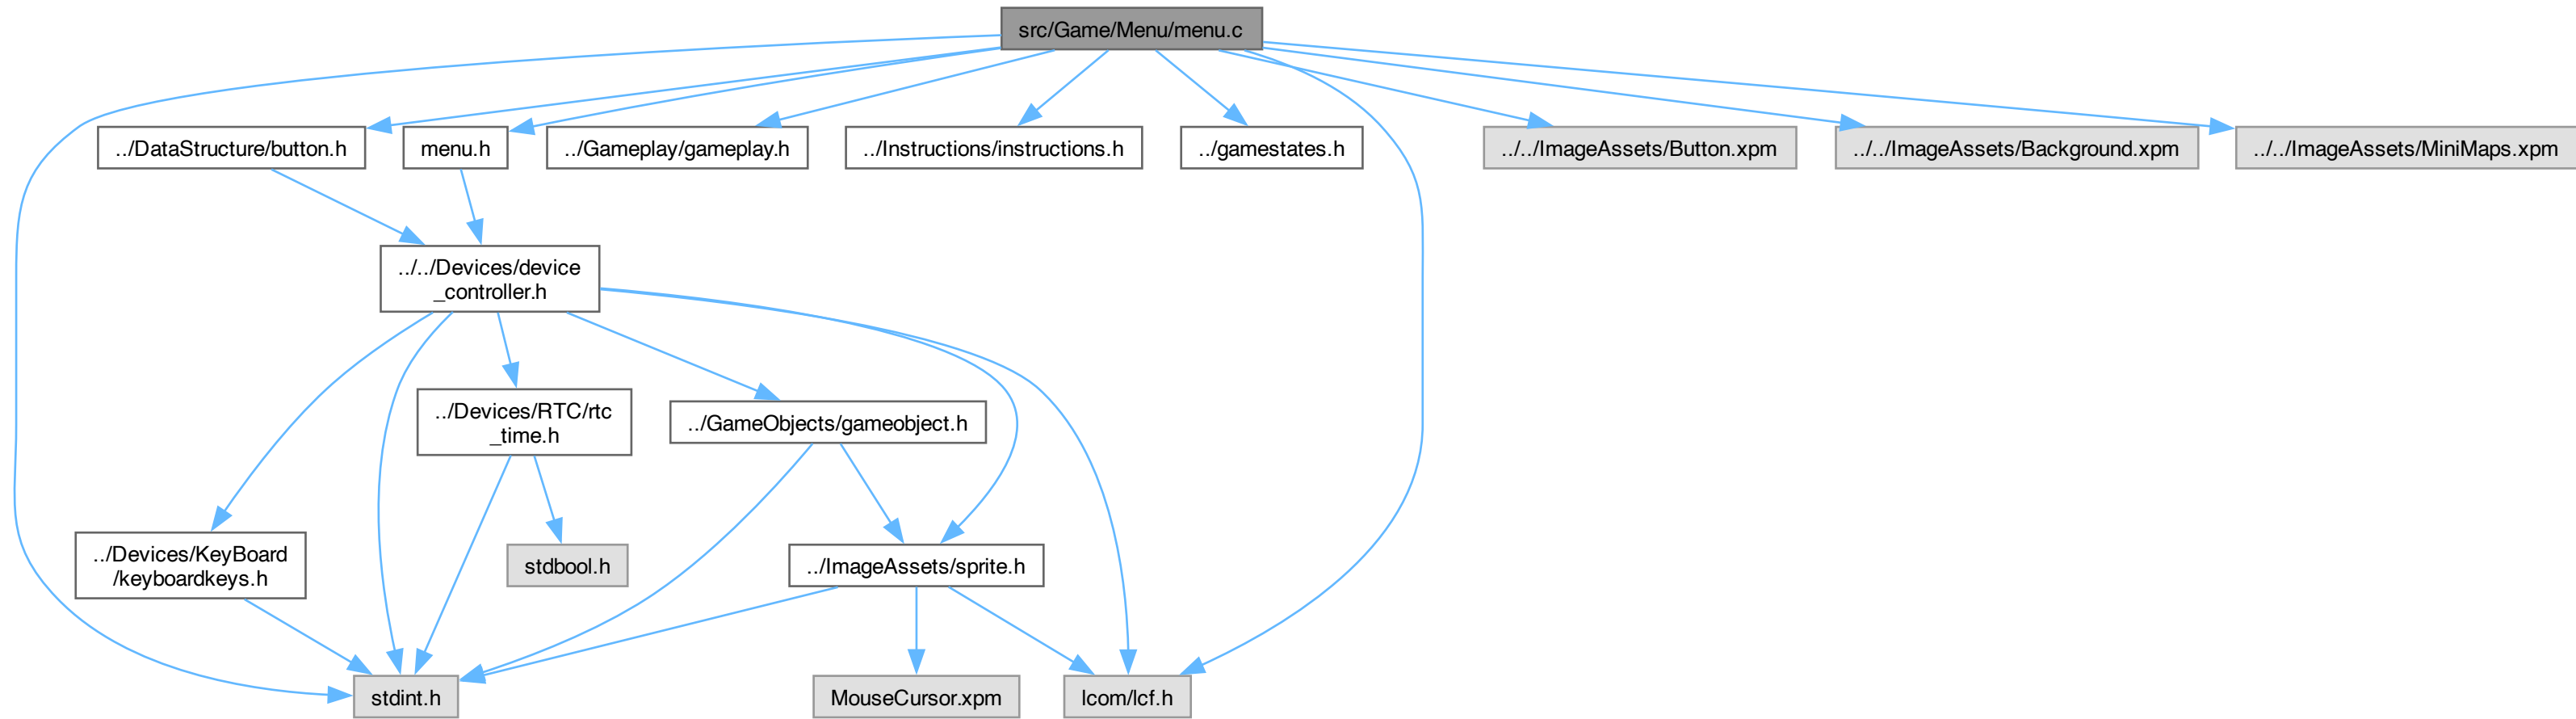 src/Game/Menu/menu.c
../DataStructure/button.h
menu.h
../Gameplay/gameplay.h
../Instructions/instructions.h
../gamestates.h
../../ImageAssets/Button.xpm
../../ImageAssets/Background.xpm
../../ImageAssets/MiniMaps.xpm
../../Devices/device
_controller.h
../Devices/RTC/rtc
_time.h
../GameObjects/gameobject.h
../Devices/KeyBoard
/keyboardkeys.h
stdbool.h
../ImageAssets/sprite.h
stdint.h
MouseCursor.xpm
lcom/lcf.h